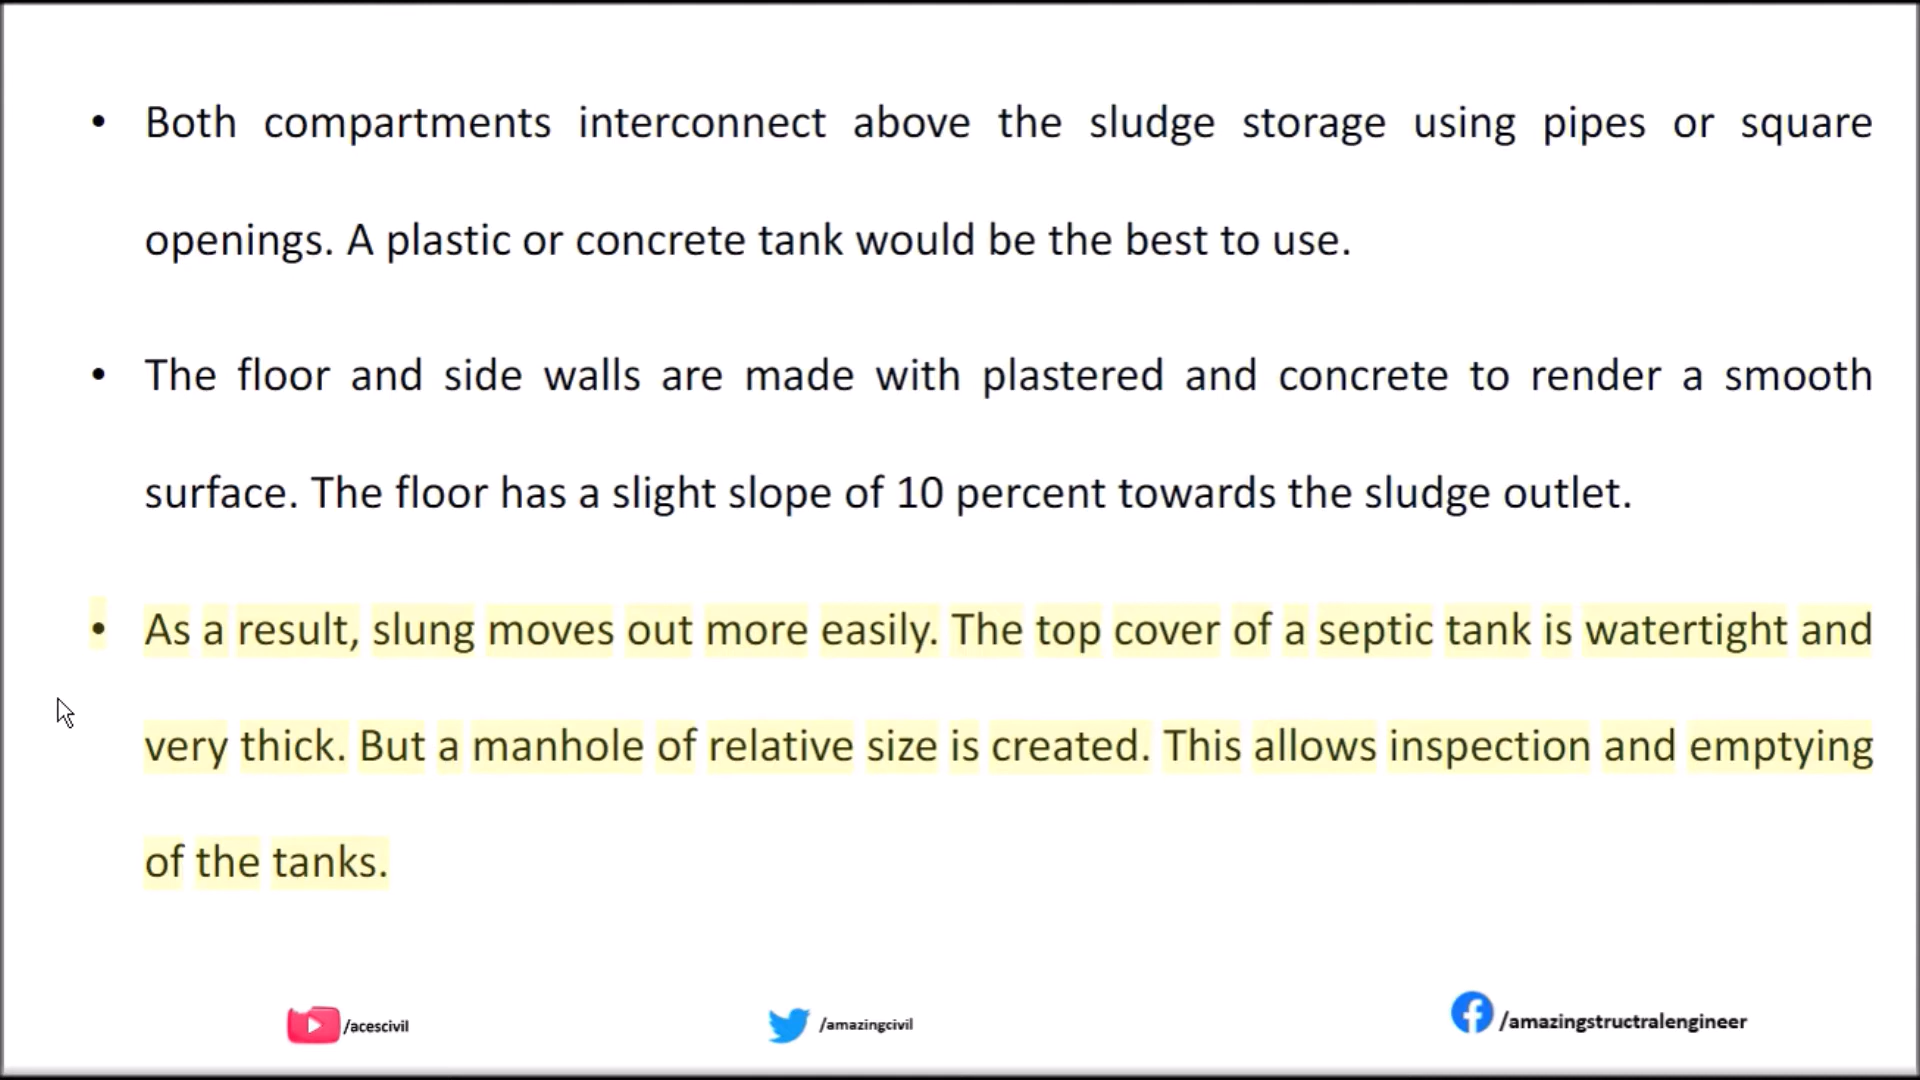 • Both compartments interconnect above the sludge storage using pipes or square
openings. A plastic or concrete tank would be the best to use.
• The floor and side walls are made with plastered and concrete to render a smooth
surface. The floor has a slight slope of 10 percent towards the sludge outlet.
• As a result, slung moves out more easily. The top cover of a septic tank is watertight and
very thick. But a manhole of relative size is created. This allows inspection and emptying
of the tanks.
/acescivil
/amazingcivil
/amazingstructralengineer